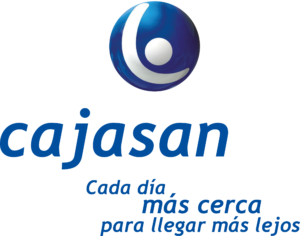 cajasan
Cada día
más cerca
para llegar más lejos